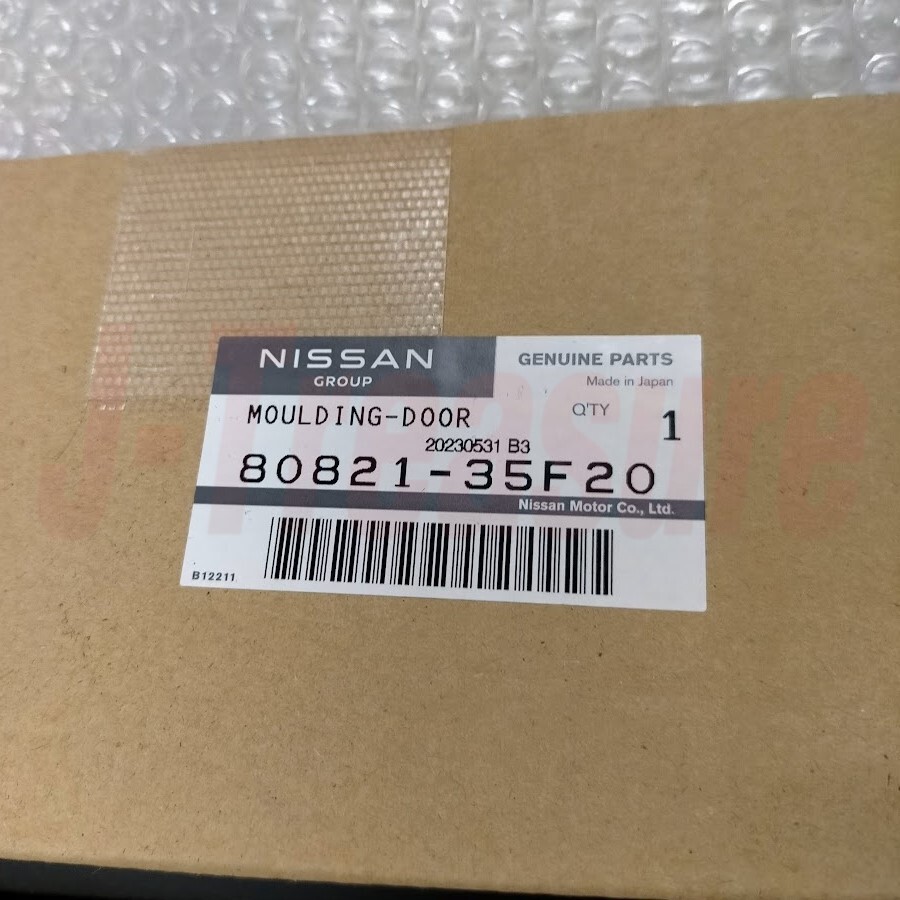 NISSAN
GROUP
GENUINE PARTS
Made in Japan
MOULDING-DOOR
Q'TY 1
20230531 B3
80821-35F20
Nissan Motor Co., Ltd.
B12211
J-Treasure